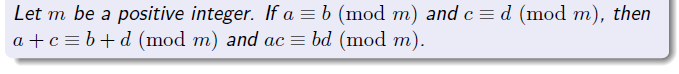 Let m be a positive integer. If a ≡ b (mod m) and c ≡ d (mod m), then
a + c ≡ b + d (mod m) and ac ≡ bd (mod m).